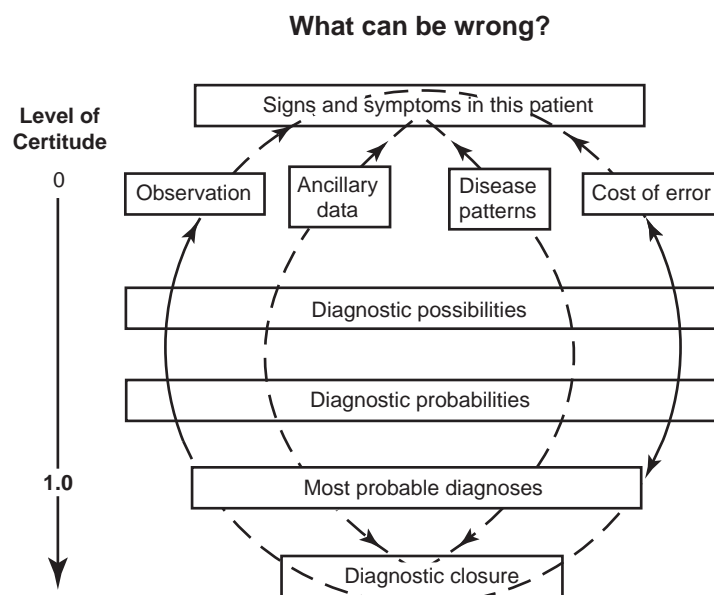 What can be wrong?
Signs and symptoms in this patient
Level of
Certitude
0
Observation
Ancillary
data
Disease
patterns
Cost of error
Diagnostic possibilities
Diagnostic probabilities
1.0
Most probable diagnoses
Diagnostic closure